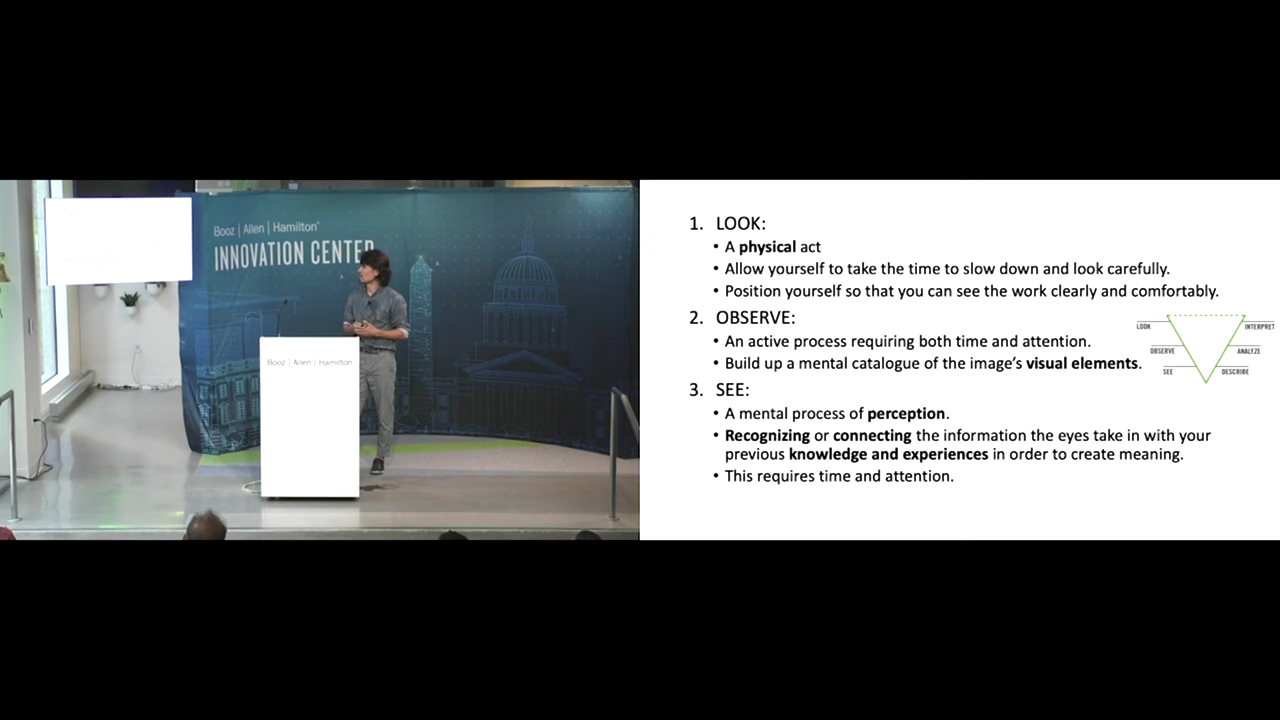 Booz | Allen | Hamilton®
INNOVATION CENTER
Booz | Allen | Hamilton
1. LOOK:
• A physical act
• Allow yourself to take the time to slow down and look carefully.
• Position yourself so that you can see the work clearly and comfortably.
2. OBSERVE:
• An active process requiring both time and attention.
• Build up a mental catalogue of the image’s visual elements.
3. SEE:
• A mental process of perception.
• Recognizing or connecting the information the eyes take in with your
previous knowledge and experiences in order to create meaning.
• This requires time and attention.
LOOK
INTERPRET
OBSERVE
ANALYZE
SEE
DESCRIBE